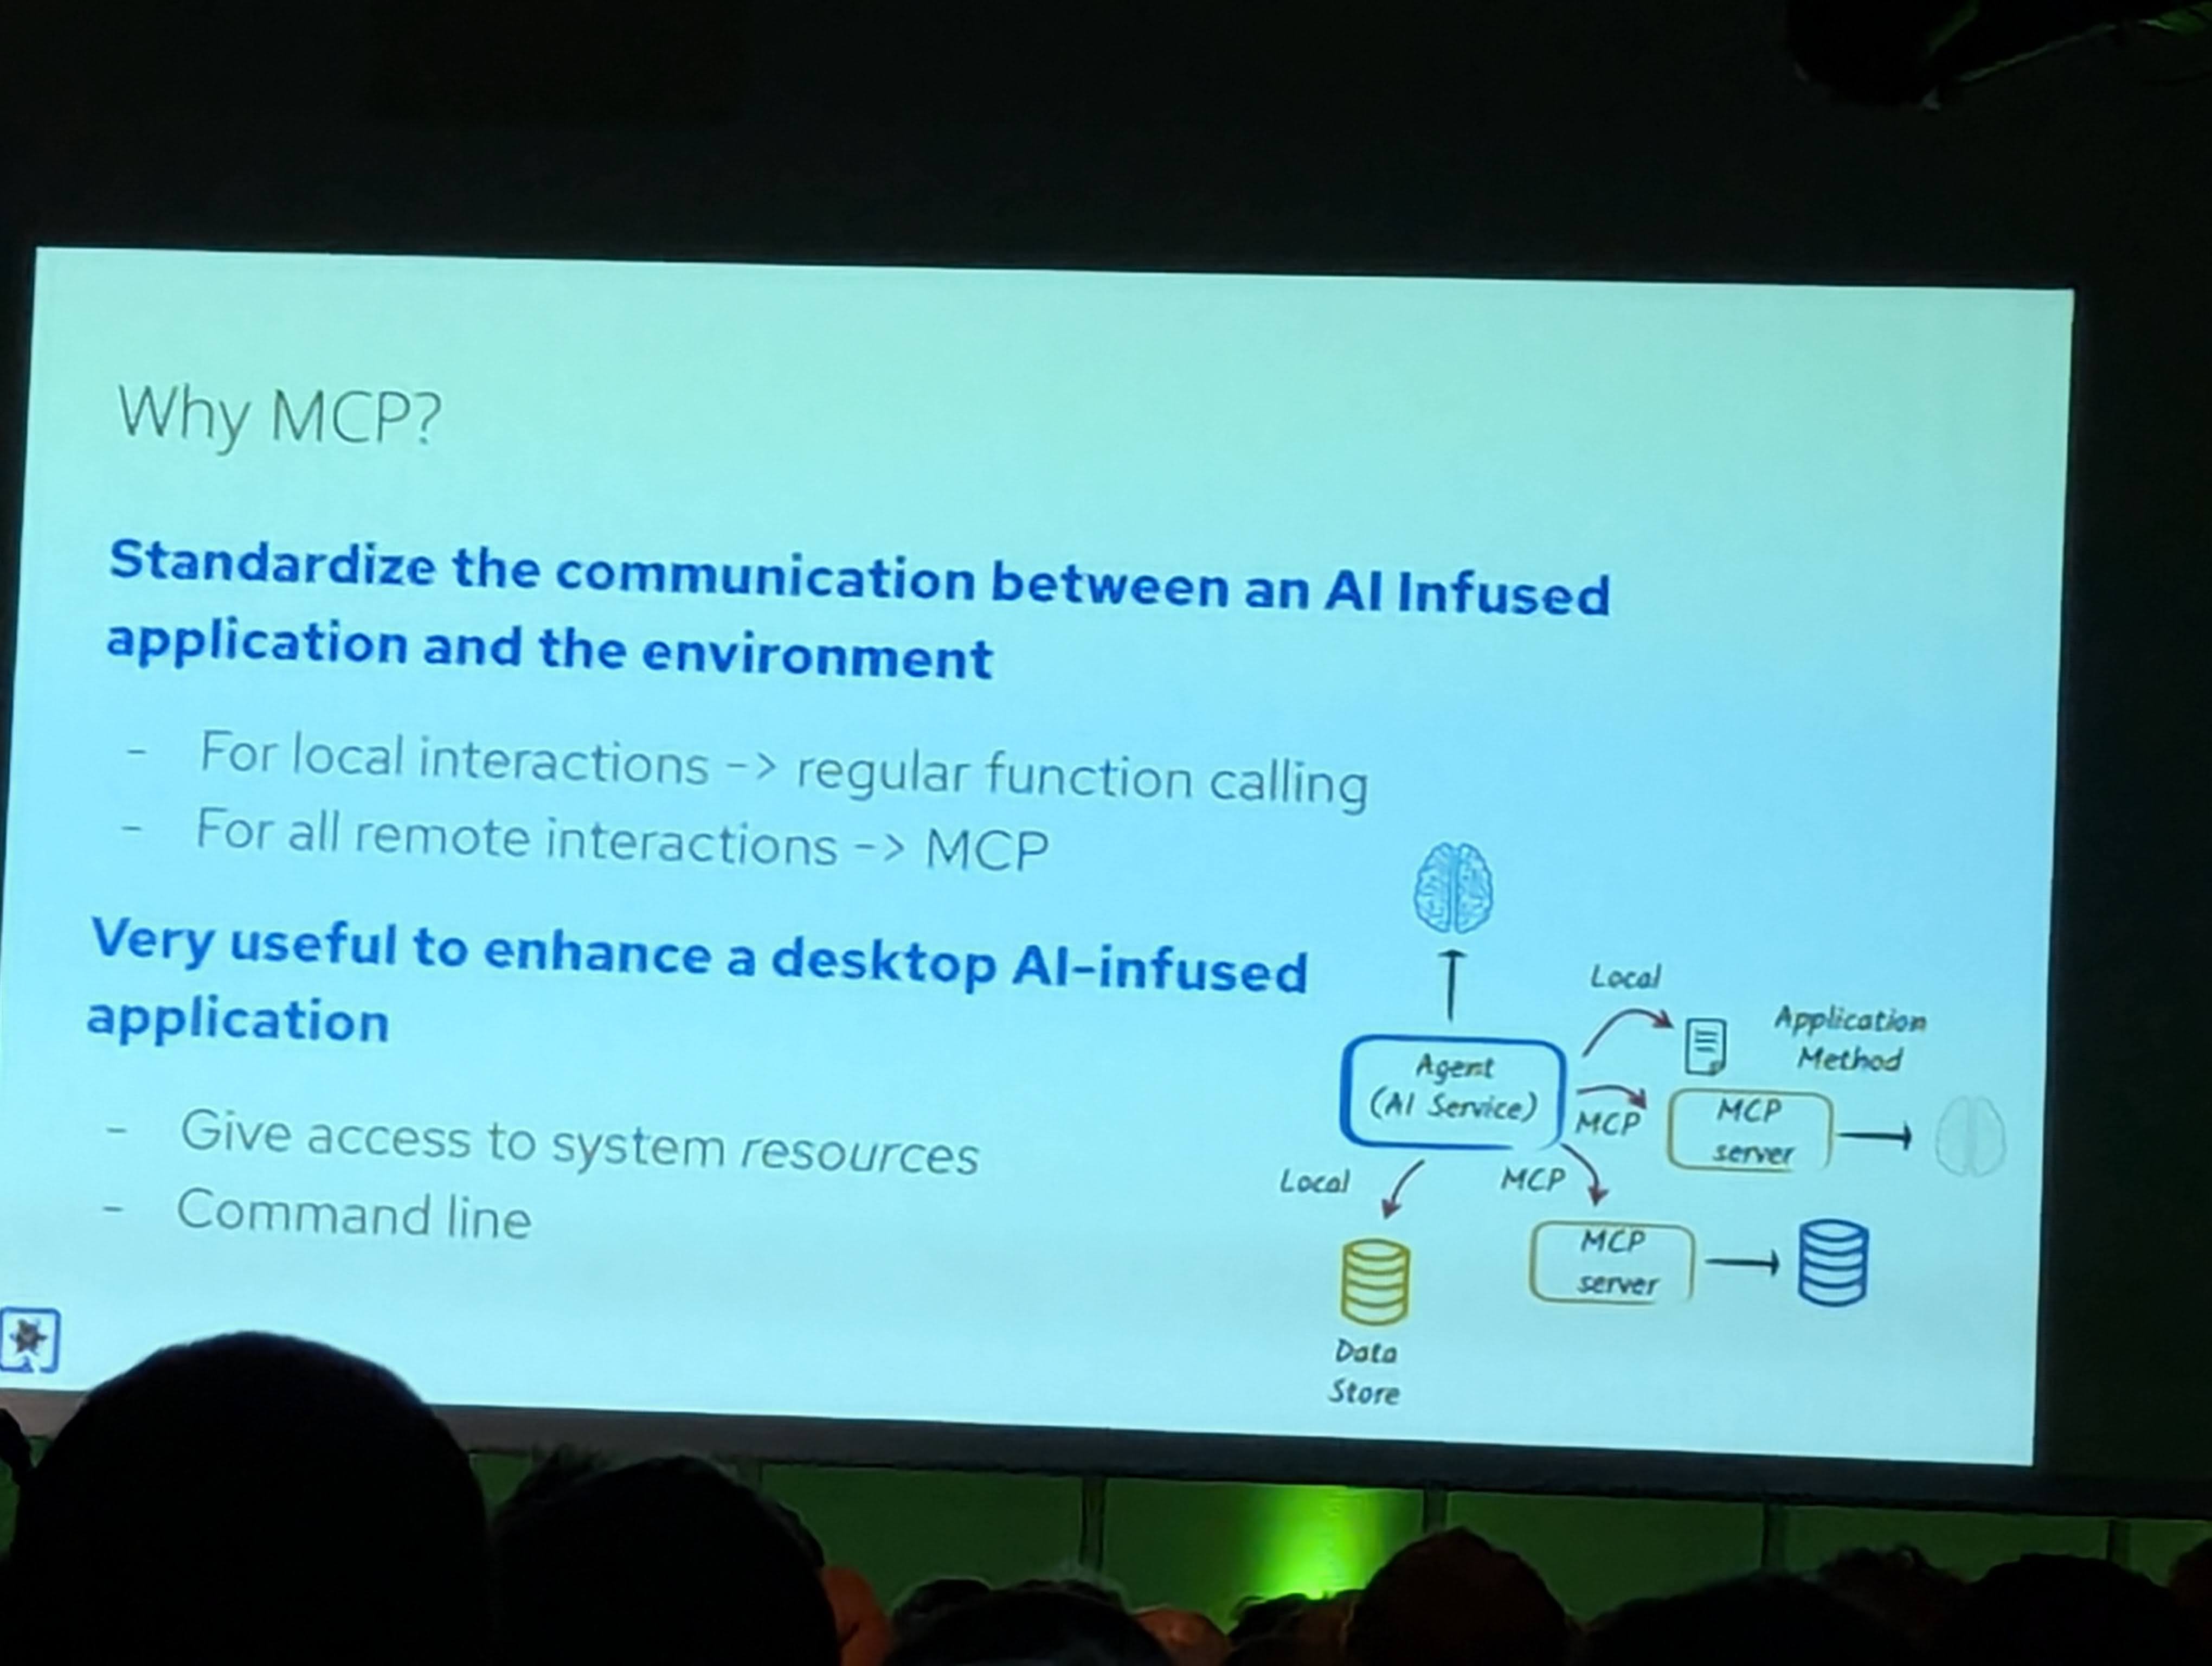 Why MCP?
Standardize the communication between an AI Infused
application and the environment
- For local interactions -> regular function calling
- For all remote interactions -> MCP
Very useful to enhance a desktop AI-infused
application
- Give access to system resources
- Command line
Local
Application
Method
Agent
(AI Service)
MCP
MCP
server
Local
MCP
MCP
server
Data
Store